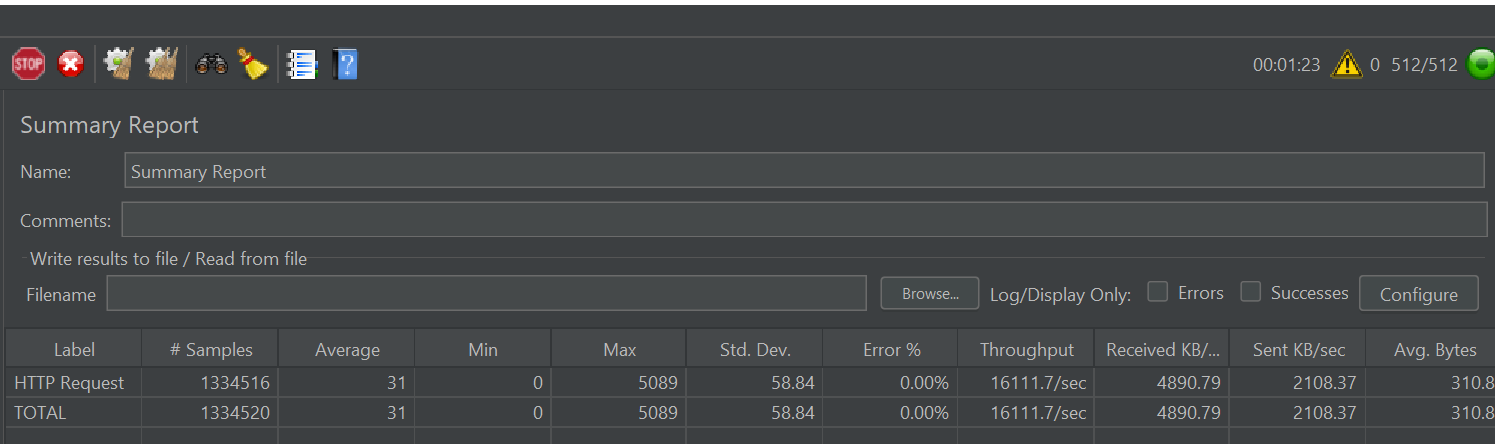 STOP ? 00:01:23 0 512/512
Summary Report
Name: Summary Report
Comments:
Write results to file / Read from file
Filename Browse... Log/Display Only: Errors Successes Configure
Label # Samples Average Min Max Std. Dev. Error % Throughput Received KB/... Sent KB/sec Avg. Bytes
HTTP Request 1334516 31 0 5089 58.84 0.00% 16111.7/sec 4890.79 2108.37 310.8
TOTAL 1334520 31 0 5089 58.84 0.00% 16111.7/sec 4890.79 2108.37 310.8